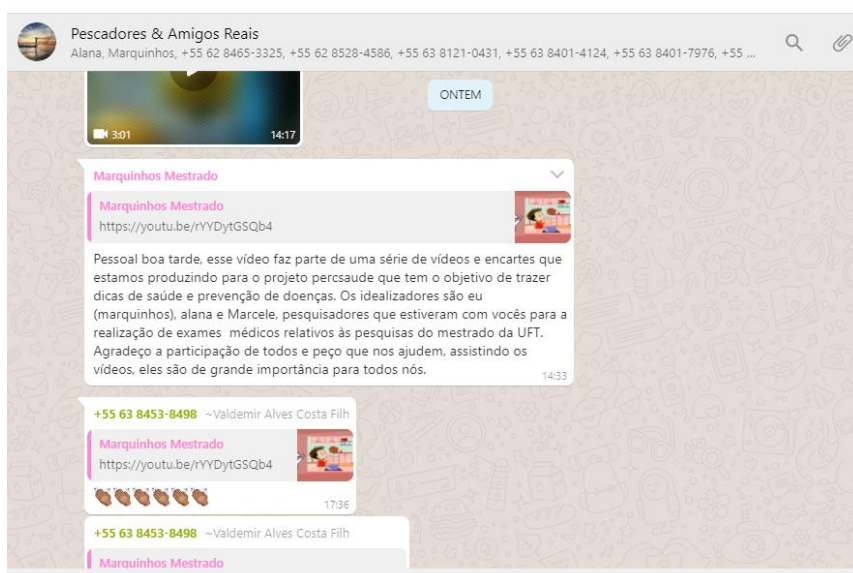 Pescadores & Amigos Reais
Alana, Marquinhos, +55 62 8465-3325, +55 62 8528-4586, +55 63 8121-0431, +55 63 8401-4124, +55 63 8401-7976, +55 ...
ONTEM
3:01
14:17
Marquinhos Mestrado
Marquinhos Mestrado
https://youtu.be/rYYDytGSQb4
Pessoal boa tarde, esse vídeo faz parte de uma série de vídeos e encartes que
estamos produzindo para o projeto percsaude que tem o objetivo de trazer
dicas de saúde e prevenção de doenças. Os idealizadores são eu
(marquinhos), alana e Marcele, pesquisadores que estiveram com vocês para a
realização de exames médicos relativos às pesquisas do mestrado da UFT.
Agradeço a participação de todos e peço que nos ajudem, assistindo os
vídeos, eles são de grande importância para todos nós.
14:33
+55 63 8453-8498 ~Valdemir Alves Costa Filh
Marquinhos Mestrado
https://youtu.be/rYYDytGSQb4
👏🏽👏🏽👏🏽👏🏽👏🏽👏🏽
17:36
+55 63 8453-8498 ~Valdemir Alves Costa Filh
Marquinhos Mestrado